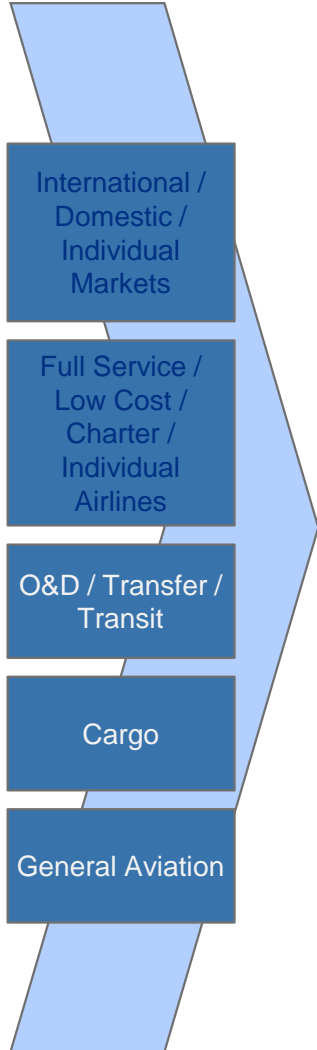 International /
Domestic /
Individual
Markets
Full Service /
Low Cost /
Charter /
Individual
Airlines
O&D / Transfer /
Transit
Cargo
General Aviation